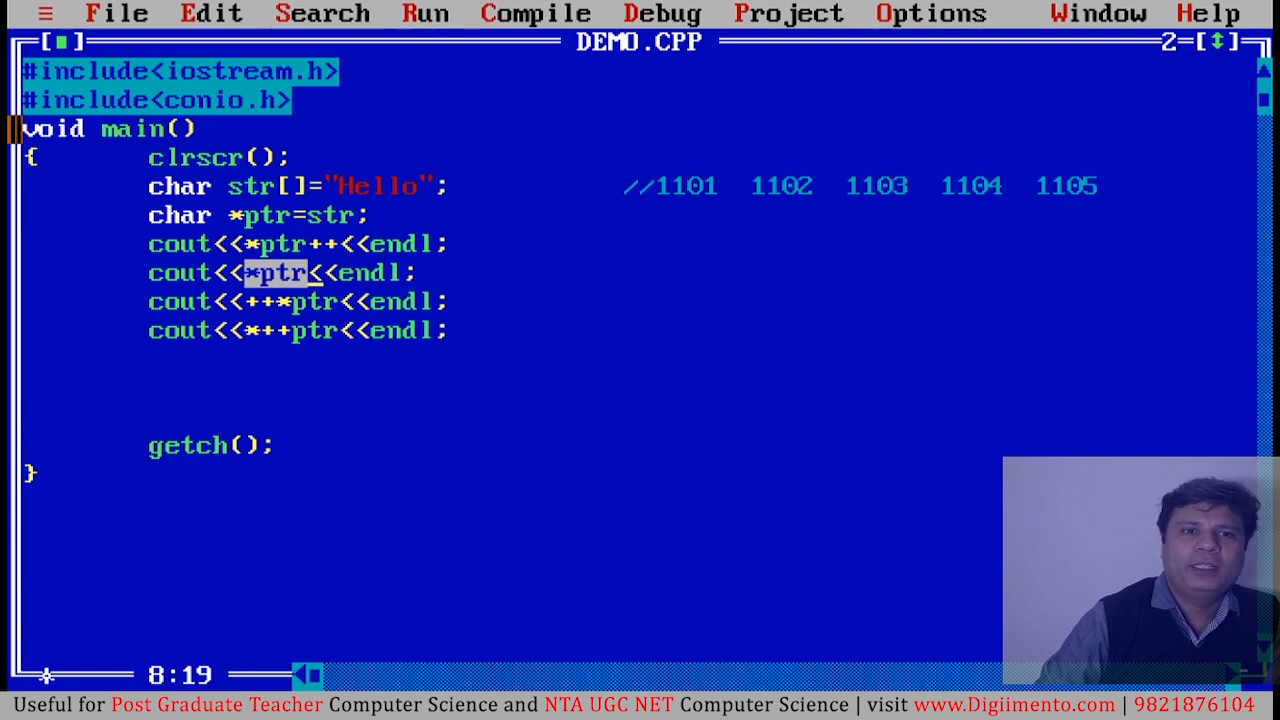 ≡ File Edit Search Run Compile Debug Project Options Window Help
[■] DEMO.CPP 2=[↕]
#include<iostream.h>
#include<conio.h>
void main()
{ clrscr();
char str[]="Hello"; //1101 1102 1103 1104 1105
char *ptr=str;
cout<<*ptr++<<endl;
cout<<*ptr<<endl;
cout<<++*ptr<<endl;
cout<<*++ptr<<endl;
getch();
}
8:19
Useful for Post Graduate Teacher Computer Science and NTA UGC NET Computer Science | visit www.Digiimento.com | 9821876104